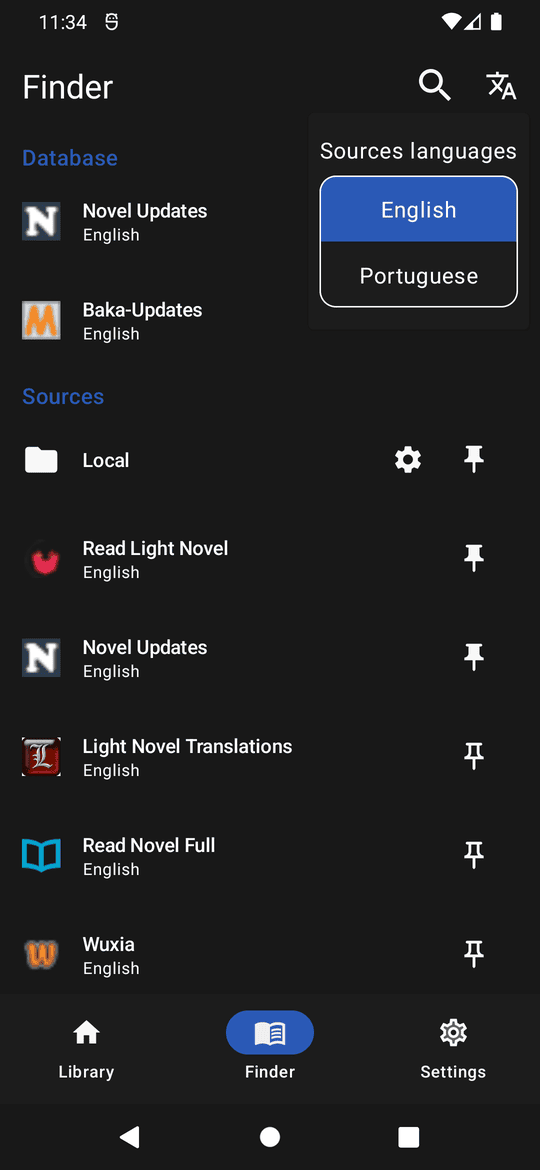 11:34
Finder
Sources languages
English
Portuguese
Database
Novel Updates
English
Baka-Updates
English
Sources
Local
Read Light Novel
English
Novel Updates
English
Light Novel Translations
English
Read Novel Full
English
Wuxia
English
Library
Finder
Settings